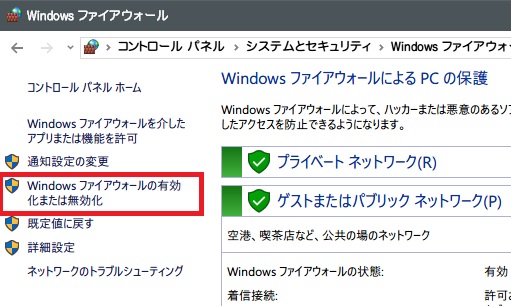 Windows ファイアウォール
コントロール パネル
システムとセキュリティ
Windows ファイアウォ
コントロール パネル ホーム
Windows ファイアウォールを介した
アプリまたは機能を許可
通知設定の変更
Windows ファイアウォールの有効
化または無効化
既定値に戻す
詳細設定
ネットワークのトラブルシューティング
Windows ファイアウォールによる PC の保護
Windows ファイアウォールによって、ハッカーまたは悪意のあるソ
したアクセスを防止できるようになります。
プライベート ネットワーク(R)
ゲストまたはパブリック ネットワーク(P)
空港、喫茶店など、公共の場のネットワーク
Windows ファイアウォールの状態: 有効
着信接続: 許可